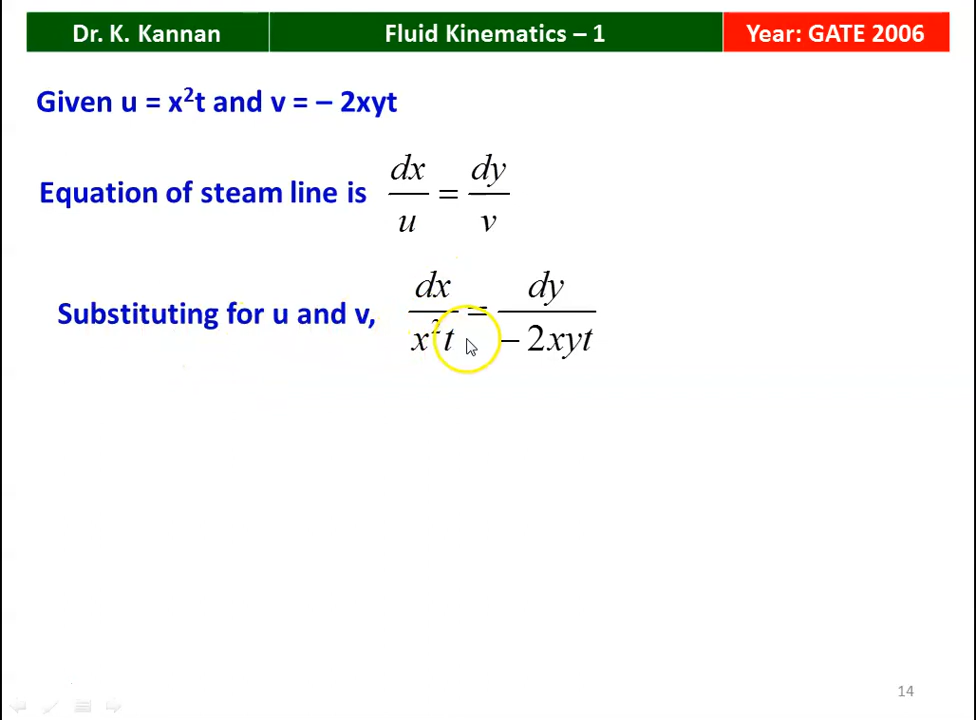 Dr. K. Kannan Fluid Kinematics – 1 Year: GATE 2006
Given u = x²t and v = – 2xyt
Equation of steam line is dx/u = dy/v
Substituting for u and v, dx/x²t = dy/– 2xyt
14